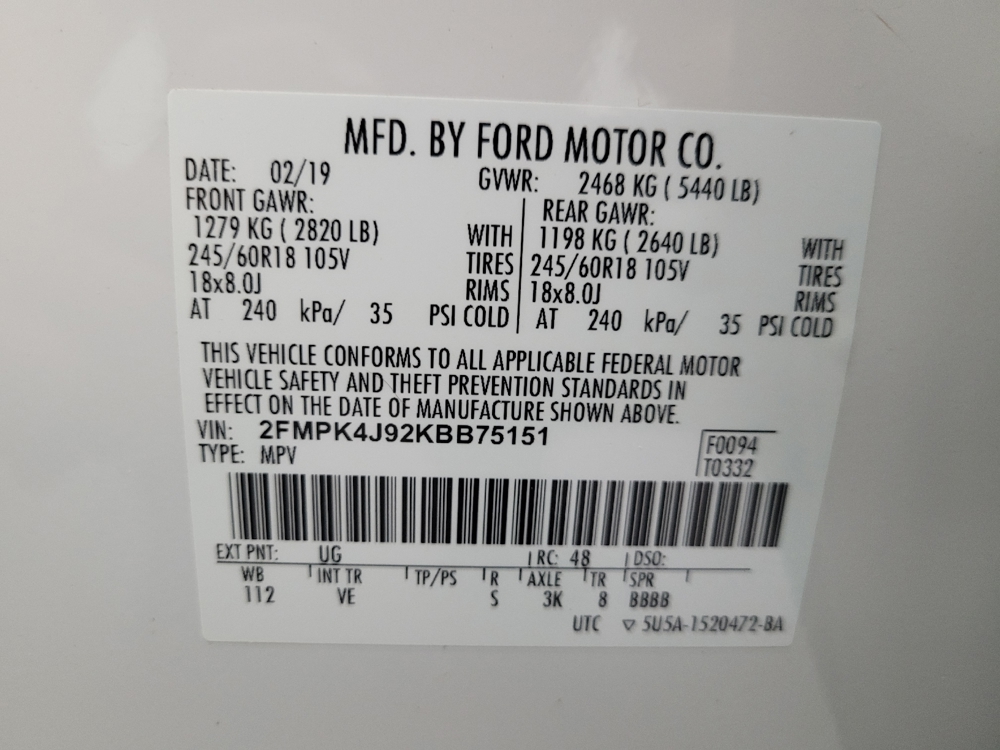 MFD. BY FORD MOTOR CO.
DATE: 02/19 GVWR: 2468 KG ( 5440 LB)
FRONT GAWR: REAR GAWR:
1279 KG ( 2820 LB) WITH 1198 KG ( 2640 LB) WITH
245/60R18 105V TIRES 245/60R18 105V TIRES
18x8.0J RIMS 18x8.0J RIMS
AT 240 kPa/ 35 PSI COLD AT 240 kPa/ 35 PSI COLD
THIS VEHICLE CONFORMS TO ALL APPLICABLE FEDERAL MOTOR
VEHICLE SAFETY AND THEFT PREVENTION STANDARDS IN
EFFECT ON THE DATE OF MANUFACTURE SHOWN ABOVE.
VIN: 2FMPK4J92KBB75151
F0094
TYPE: MPV
T0332
EXT PNT: UG RC: 48 DSO:
WB INT TR TP/PS R AXLE TR SPR
112 VE S 3K 8 BBBB
UTC ▽ 5U5A-1520472-BA